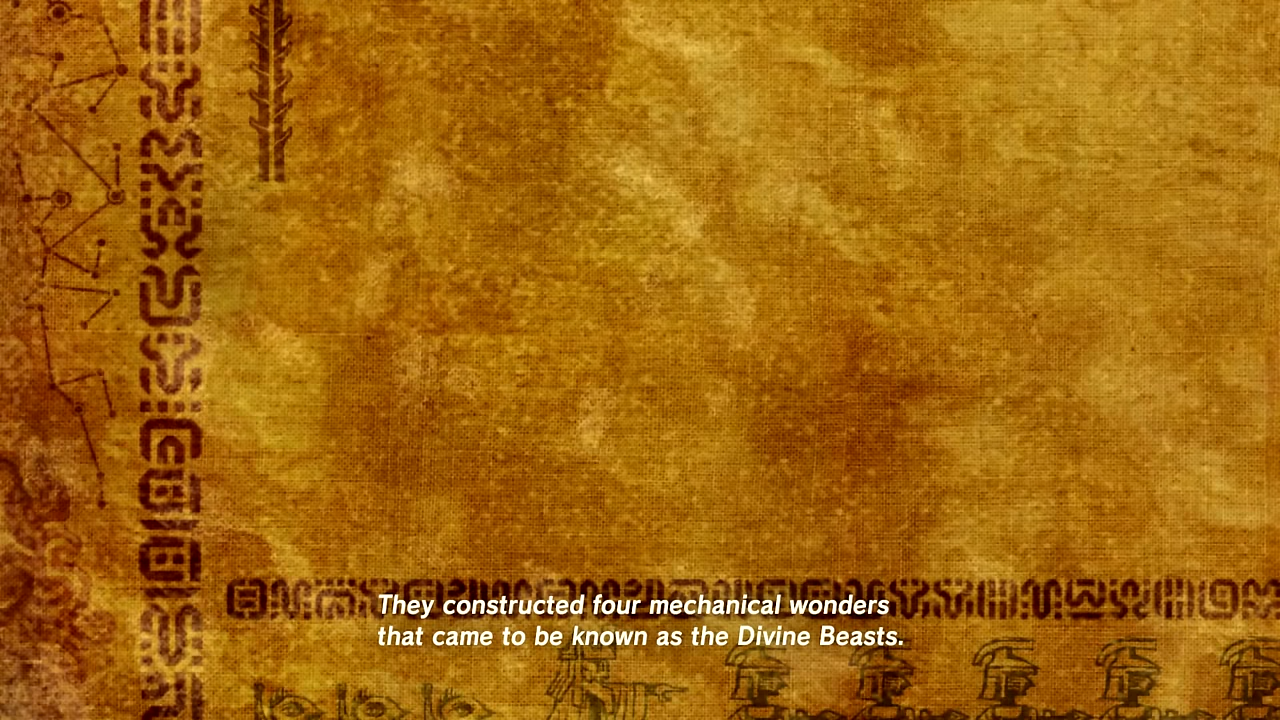 They constructed four mechanical wonders
that came to be known as the Divine Beasts.